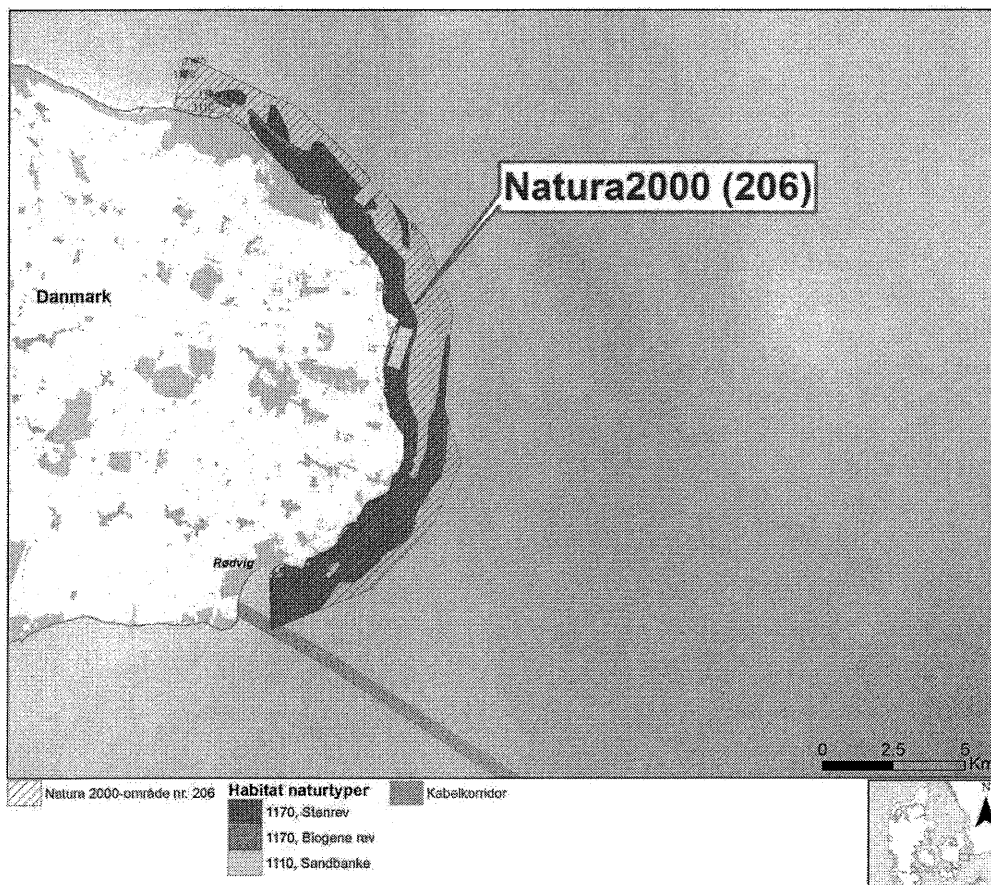 Natura2000 (206)
Danmark
Rødvig
0 2.5 5
Km
Natura 2000-område nr. 206
Habitat naturtyper
1170, Stenrev
1170, Biogene rev
1110, Sandbanke
Kabelkorridor
N